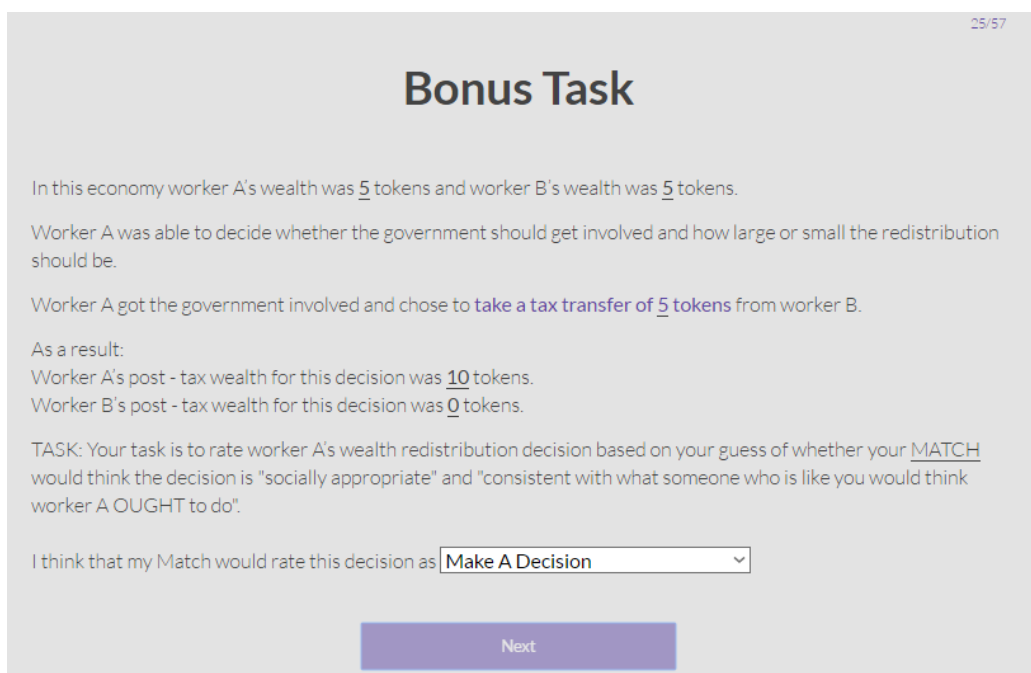 25/57
Bonus Task
In this economy worker A's wealth was 5 tokens and worker B's wealth was 5 tokens.
Worker A was able to decide whether the government should get involved and how large or small the redistribution
should be.
Worker A got the government involved and chose to take a tax transfer of 5 tokens from worker B.
As a result:
Worker A's post - tax wealth for this decision was 10 tokens.
Worker B's post - tax wealth for this decision was 0 tokens.
TASK: Your task is to rate worker A's wealth redistribution decision based on your guess of whether your MATCH
would think the decision is "socially appropriate" and "consistent with what someone who is like you would think
worker A OUGHT to do".
I think that my Match would rate this decision as Make A Decision
Next